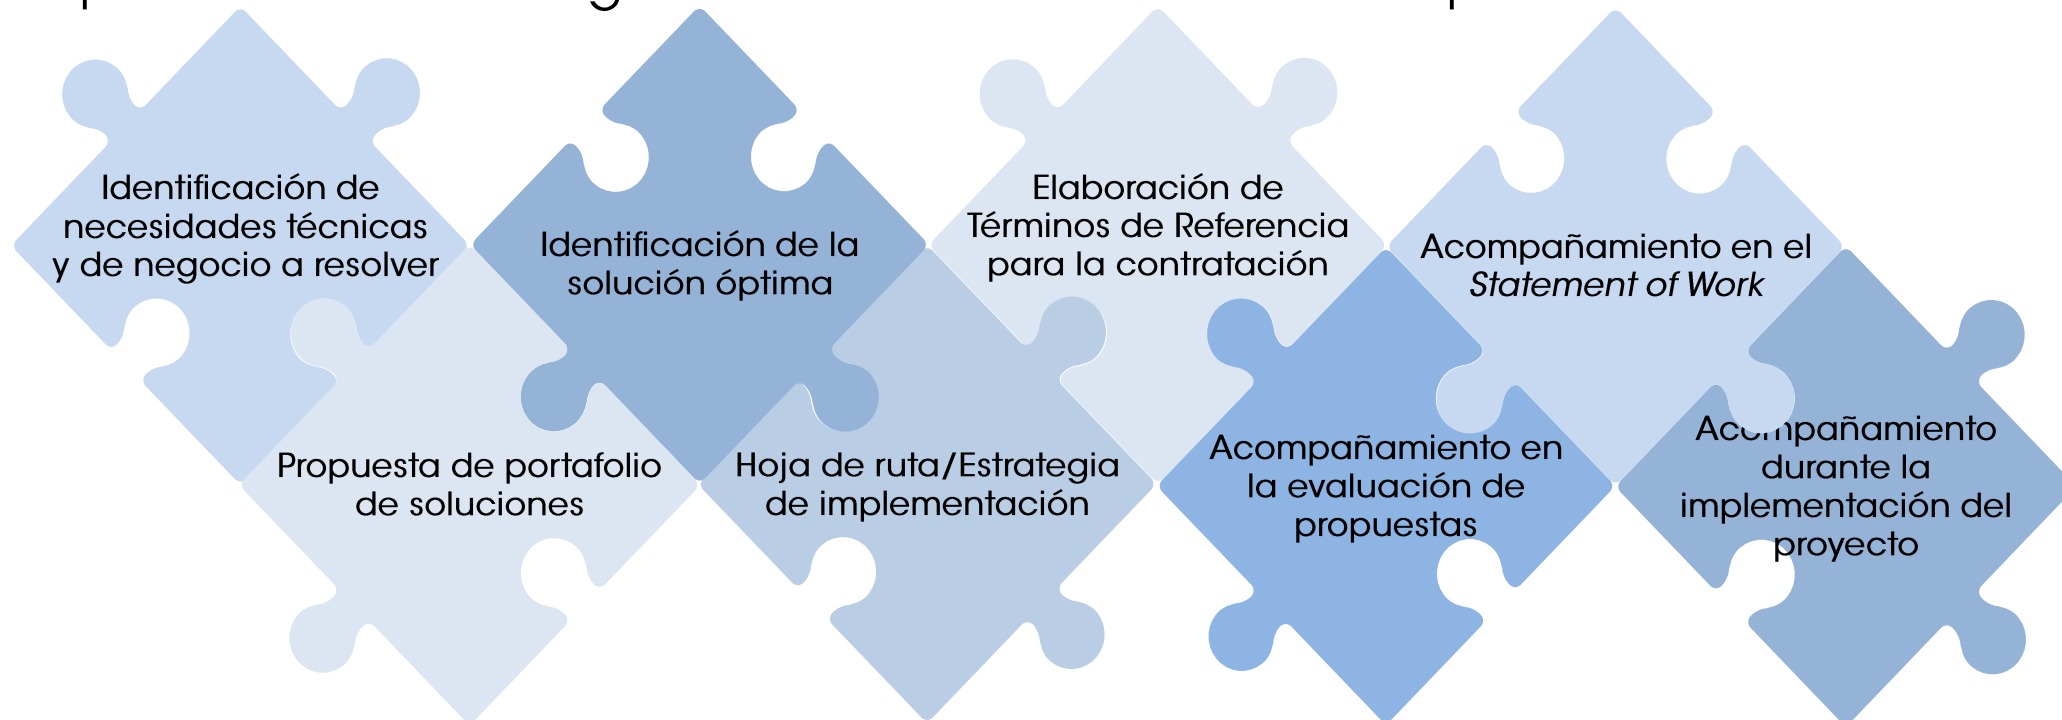 Identificación de
necesidades técnicas
y de negocio a resolver
Propuesta de portafolio
de soluciones
Identificación de la
solución óptima
Hoja de ruta/Estrategia
de implementación
Elaboración de
Términos de Referencia
para la contratación
Acompañamiento en
la evaluación de
propuestas
Acompañamiento en el
Statement of Work
Acompañamiento
durante la
implementación del
proyecto